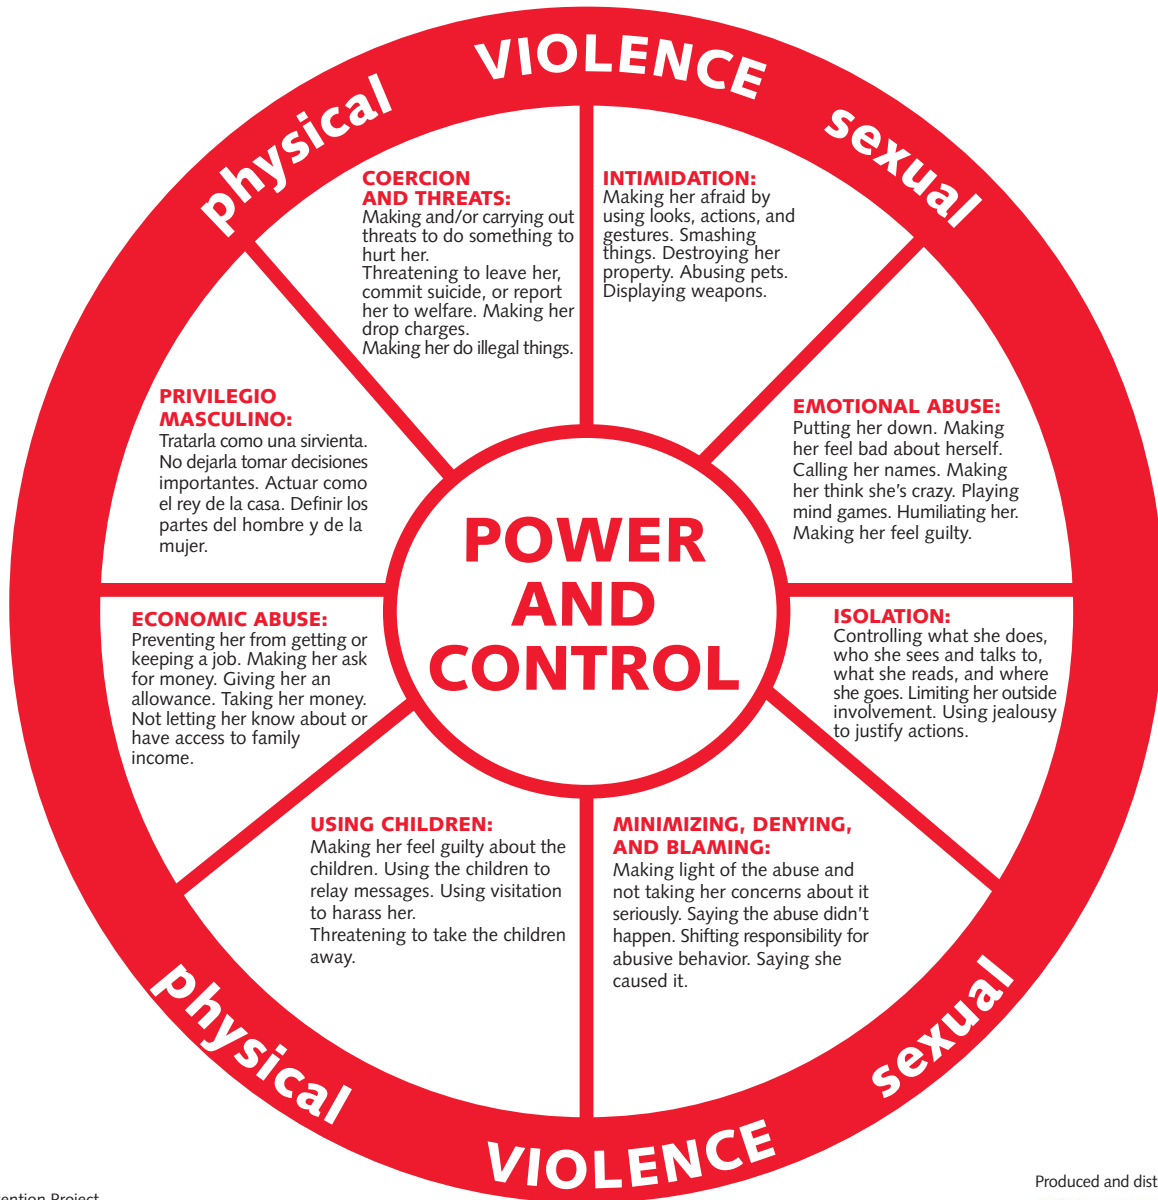 physical VIOLENCE sexual
COERCION
AND THREATS:
Making and/or carrying out
threats to do something to
hurt her.
Threatening to leave her,
commit suicide, or report
her to welfare. Making her
drop charges.
Making her do illegal things.
INTIMIDATION:
Making her afraid by
using looks, actions, and
gestures. Smashing
things. Destroying her
property. Abusing pets.
Displaying weapons.
PRIVILEGIO
MASCULINO:
Tratarla como una sirvienta.
No dejarla tomar decisiones
importantes. Actuar como
el rey de la casa. Definir los
partes del hombre y de la
mujer.
EMOTIONAL ABUSE:
Putting her down. Making
her feel bad about herself.
Calling her names. Making
her think she's crazy. Playing
mind games. Humiliating her.
Making her feel guilty.
POWER
AND
CONTROL
ECONOMIC ABUSE:
Preventing her from getting or
keeping a job. Making her ask
for money. Giving her an
allowance. Taking her money.
Not letting her know about or
have access to family
income.
ISOLATION:
Controlling what she does,
who she sees and talks to,
what she reads, and where
she goes. Limiting her outside
involvement. Using jealousy
to justify actions.
USING CHILDREN:
Making her feel guilty about the
children. Using the children to
relay messages. Using visitation
to harass her.
Threatening to take the children
away.
MINIMIZING, DENYING,
AND BLAMING:
Making light of the abuse and
not taking her concerns about it
seriously. Saying the abuse didn't
happen. Shifting responsibility for
abusive behavior. Saying she
caused it.
physical VIOLENCE sexual
Produced and dist
Project